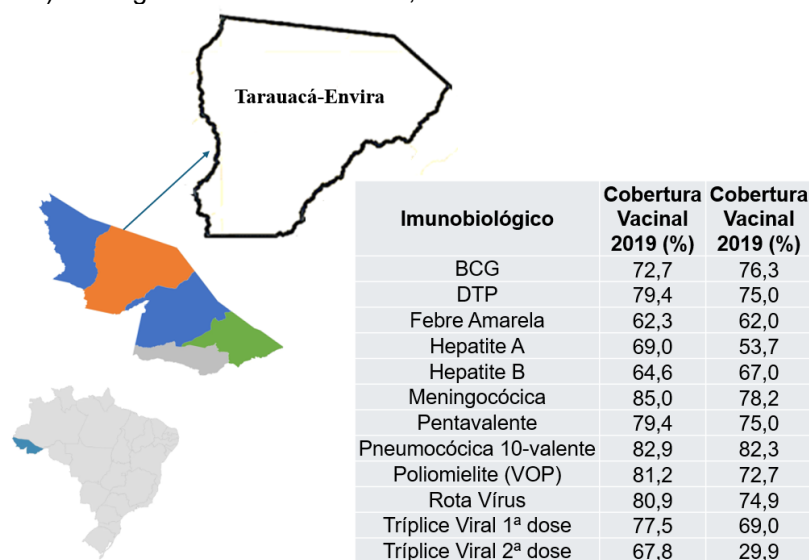 Tarauacá-Envira
Imunobiológico Cobertura Vacinal 2019 (%) Cobertura Vacinal 2019 (%)
BCG 72,7 76,3
DTP 79,4 75,0
Febre Amarela 62,3 62,0
Hepatite A 69,0 53,7
Hepatite B 64,6 67,0
Meningocócica 85,0 78,2
Pentavalente 79,4 75,0
Pneumocócica 10-valente 82,9 82,3
Poliomielite (VOP) 81,2 72,7
Rota Vírus 80,9 74,9
Tríplice Viral 1ª dose 77,5 69,0
Tríplice Viral 2ª dose 67,8 29,9